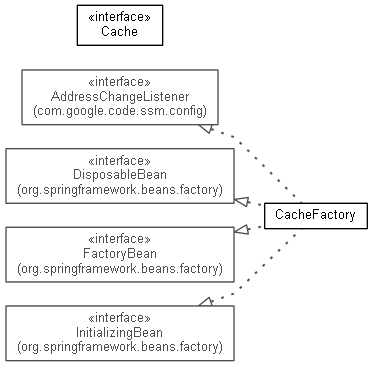 «interface»
Cache
«interface»
AddressChangeListener
(com.google.code.ssm.config)
«interface»
DisposableBean
(org.springframework.beans.factory)
CacheFactory
«interface»
FactoryBean
(org.springframework.beans.factory)
«interface»
InitializingBean
(org.springframework.beans.factory)